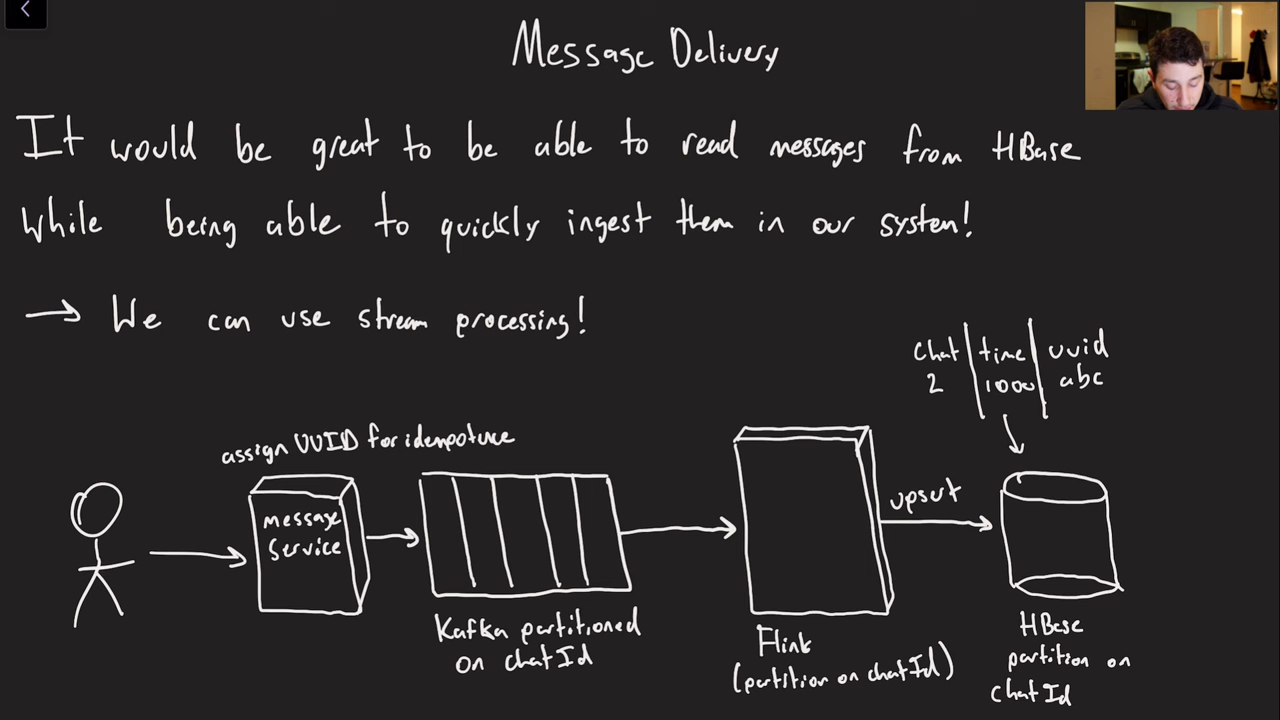 Message Delivery
It would be great to be able to read messages from HBase
while being able to quickly ingest them in our system!
→ We can use stream processing!
chat | time | uuid
2 | 1000 | abc
assign UUID for idempotence
message
service
upsert
Kafka partitioned
on chatId
Flink
(partition on chatId)
HBase
partition on
chatId